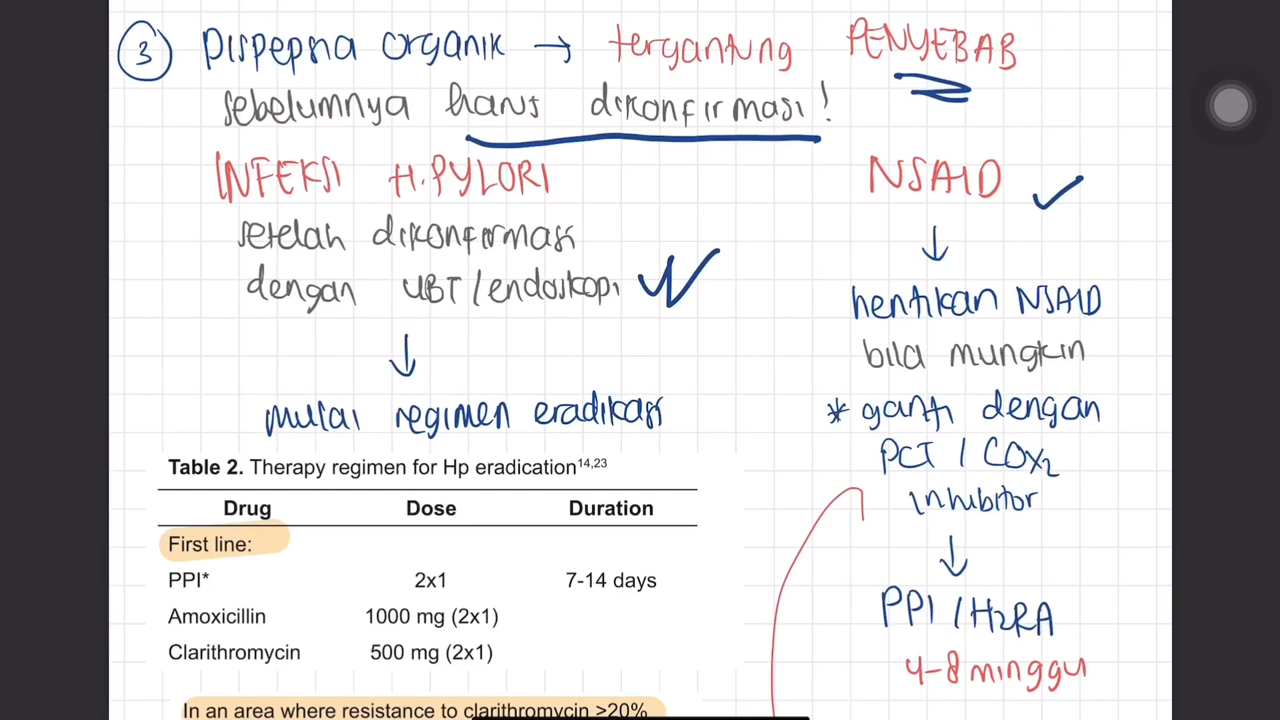 3 Dispepsia organik → tergantung PENYEBAB
sebelumnya harus dikonfirmasi!
INFEKSI H.PYLORI
setelah dikonfirmasi
dengan UBT/endoskopi
↓
mulai regimen eradikasi
Table 2. Therapy regimen for Hp eradication14,23
Drug Dose Duration
First line:
PPI* 2x1 7-14 days
Amoxicillin 1000 mg (2x1)
Clarithromycin 500 mg (2x1)
In an area where resistance to clarithromycin >20%
NSAID
↓
hentikan NSAID
bila mungkin
* ganti dengan
PCT / COX2
inhibitor
↓
PPI / H2RA
4-8 minggu